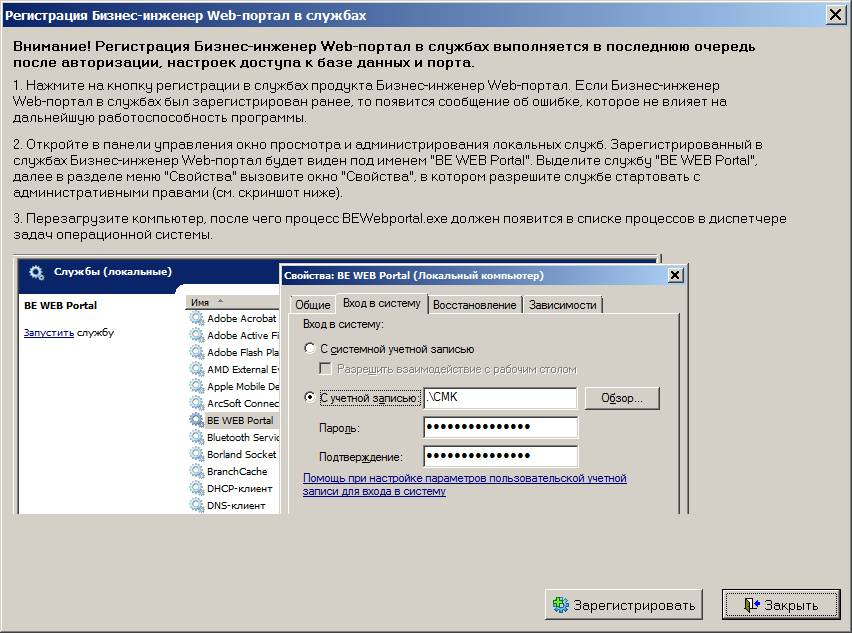 Регистрация Бизнес-инженер Web-портал в службах
Внимание! Регистрация Бизнес-инженер Web-портал в службах выполняется в последнюю очередь
после авторизации, настроек доступа к базе данных и порта.
1. Нажмите на кнопку регистрации в службах продукта Бизнес-инженер Web-портал. Если Бизнес-инженер
Web-портал в службах был зарегистрирован ранее, то появится сообщение об ошибке, которое не влияет на
дальнейшую работоспособность программы.
2. Откройте в панели управления окно просмотра и администрирования локальных служб. Зарегистрированный в
службах Бизнес-инженер Web-портал будет виден под именем "BE WEB Portal". Выделите службу "BE WEB Portal",
далее в разделе меню "Свойства" вызовите окно "Свойства", в котором разрешите службе стартовать с
административными правами (см. скриншот ниже).
3. Перезагрузите компьютер, после чего процесс BEWebportal.exe должен появится в списке процессов в диспетчере
задач операционной системы.
Службы (локальные)
BE WEB Portal
Запустить службу
Имя
Adobe Acrobat
Adobe Active Fi
Adobe Flash Pla
AMD External Ev
Apple Mobile De
ArcSoft Connec
BE WEB Portal
Bluetooth Servic
Borland Socket
BranchCache
DHCP-клиент
DNS-клиент
Свойства: BE WEB Portal (Локальный компьютер)
Общие Вход в систему Восстановление Зависимости
Вход в систему:
С системной учетной записью
Разрешить взаимодействие с рабочим столом
С учетной записью: .\CMK Обзор...
Пароль: •••••••••••••••
Подтверждение: •••••••••••••••
Помощь при настройке параметров пользовательской учетной
записи для входа в систему
Зарегистрировать Закрыть